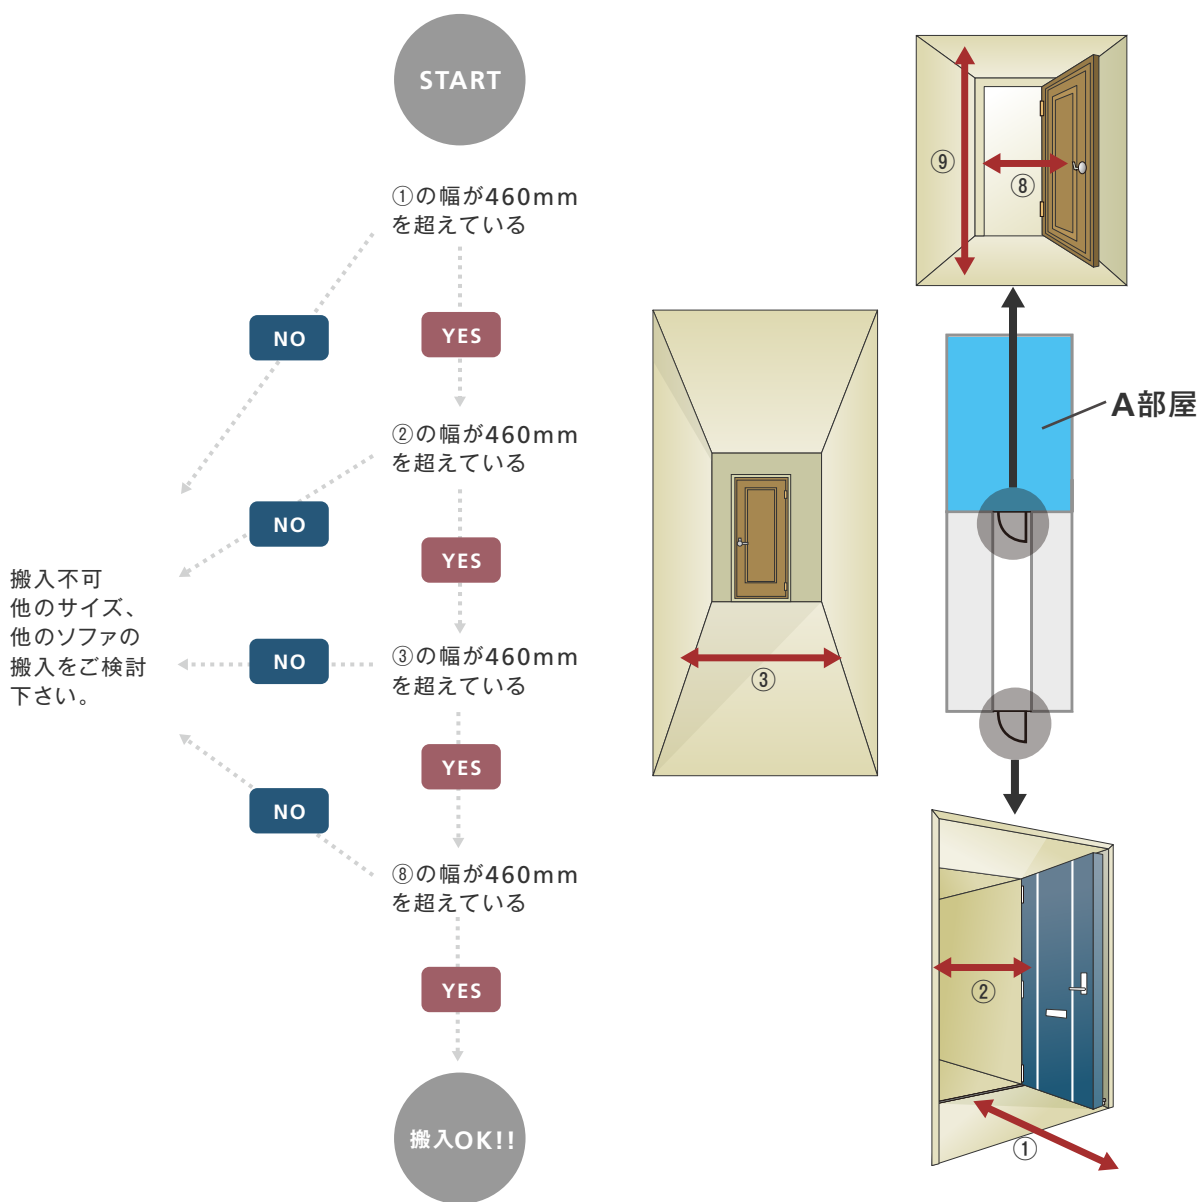 START
①の幅が460mm
を超えている
NO
YES
②の幅が460mm
を超えている
NO
YES
搬入不可
他のサイズ、
他のソファの
搬入をご検討
下さい。
③の幅が460mm
を超えている
NO
YES
⑧の幅が460mm
を超えている
NO
YES
搬入OK!!
③
⑨
⑧
A部屋
②
①